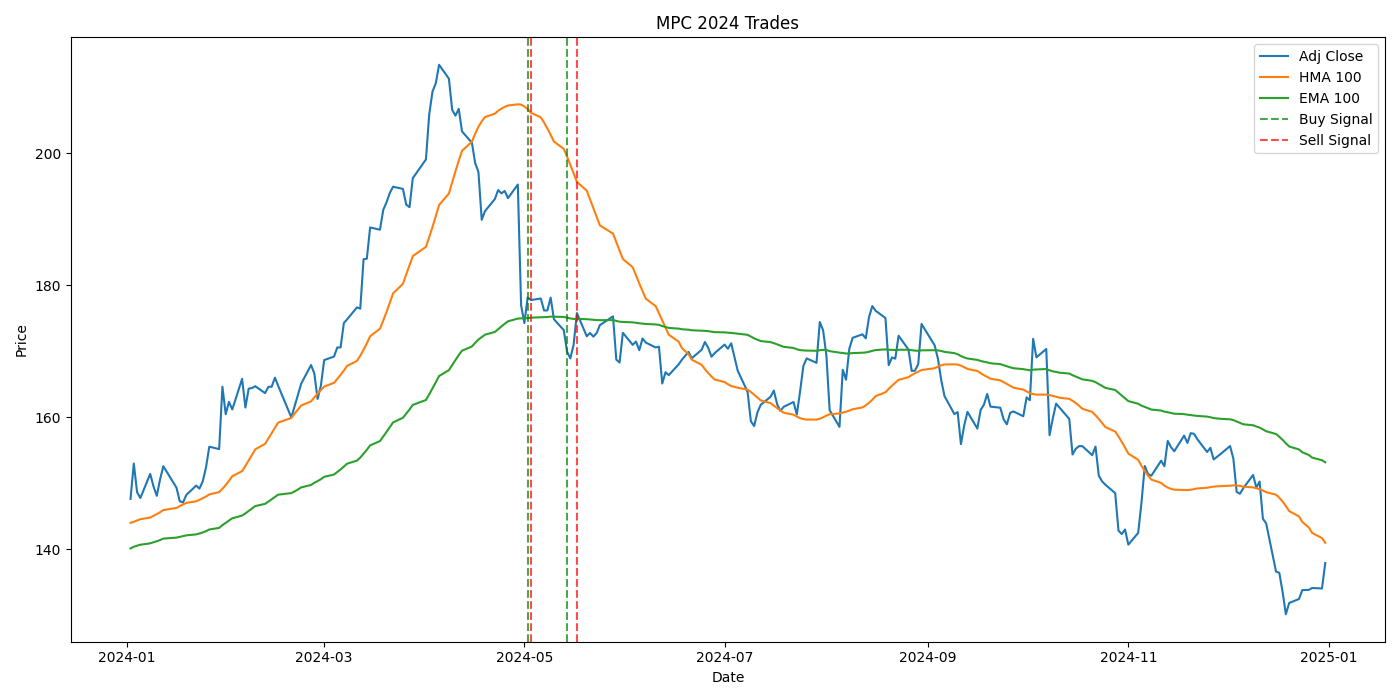 MPC 2024 Trades
Adj Close
HMA 100
EMA 100
Buy Signal
Sell Signal
200
180
160
140
Price
2024-01
2024-03
2024-05
2024-07
2024-09
2024-11
2025-01
Date